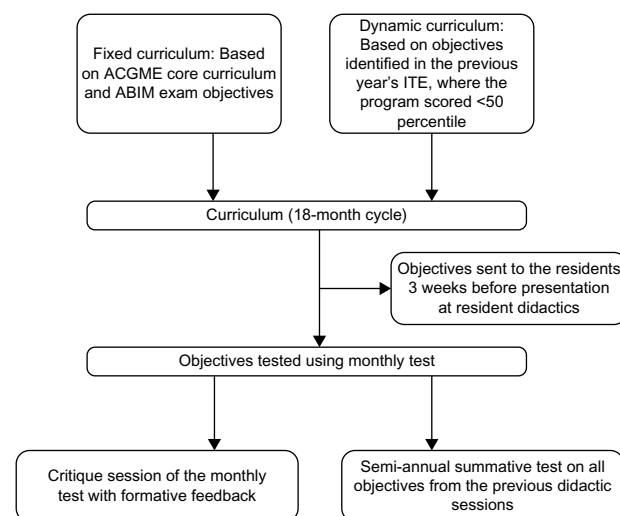 Fixed curriculum: Based
on ACGME core curriculum
and ABIM exam objectives
Dynamic curriculum:
Based on objectives
identified in the previous
year’s ITE, where the
program scored <50
percentile
Curriculum (18-month cycle)
Objectives sent to the residents
3 weeks before presentation
at resident didactics
Objectives tested using monthly test
Critique session of the monthly
test with formative feedback
Semi-annual summative test on all
objectives from the previous didactic
sessions